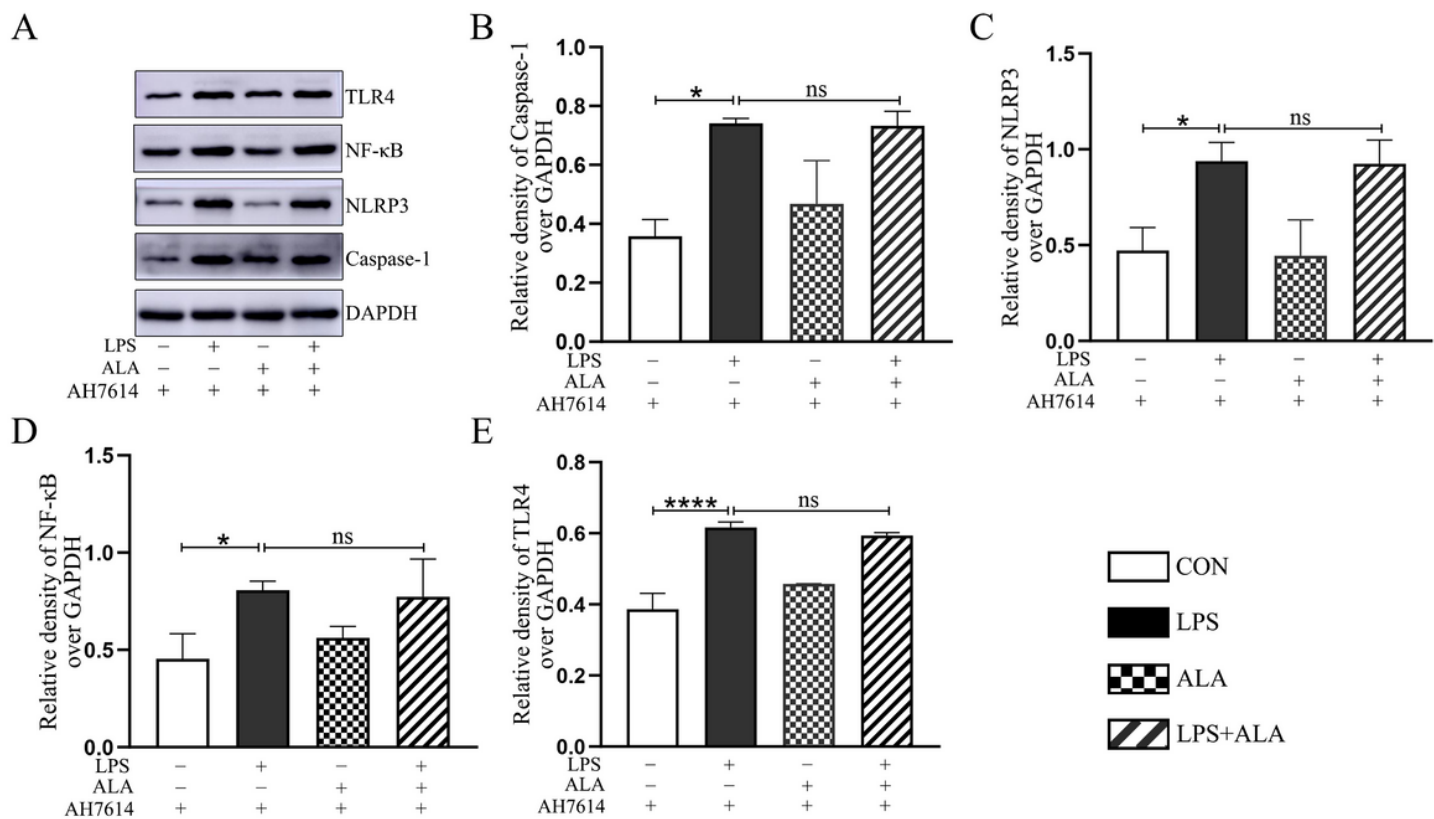 A
TLR4
NF-κB
NLRP3
Caspase-1
DAPDH
LPS − + − +
ALA − − + +
AH7614 + + + +
B
Relative density of Caspase-1
over GAPDH
1.0
0.8
0.6
0.4
0.2
0.0
* ns
LPS − + − +
ALA − − + +
AH7614 + + + +
C
Relative density of NLRP3
over GAPDH
1.5
1.0
0.5
0.0
* ns
LPS − + − +
ALA − − + +
AH7614 + + + +
D
Relative density of NF-κB
over GAPDH
1.5
1.0
0.5
0.0
* ns
LPS − + − +
ALA − − + +
AH7614 + + + +
E
Relative density of TLR4
over GAPDH
0.8
0.6
0.4
0.2
0.0
**** ns
LPS − + − +
ALA − − + +
AH7614 + + + +
CON
LPS
ALA
LPS+ALA